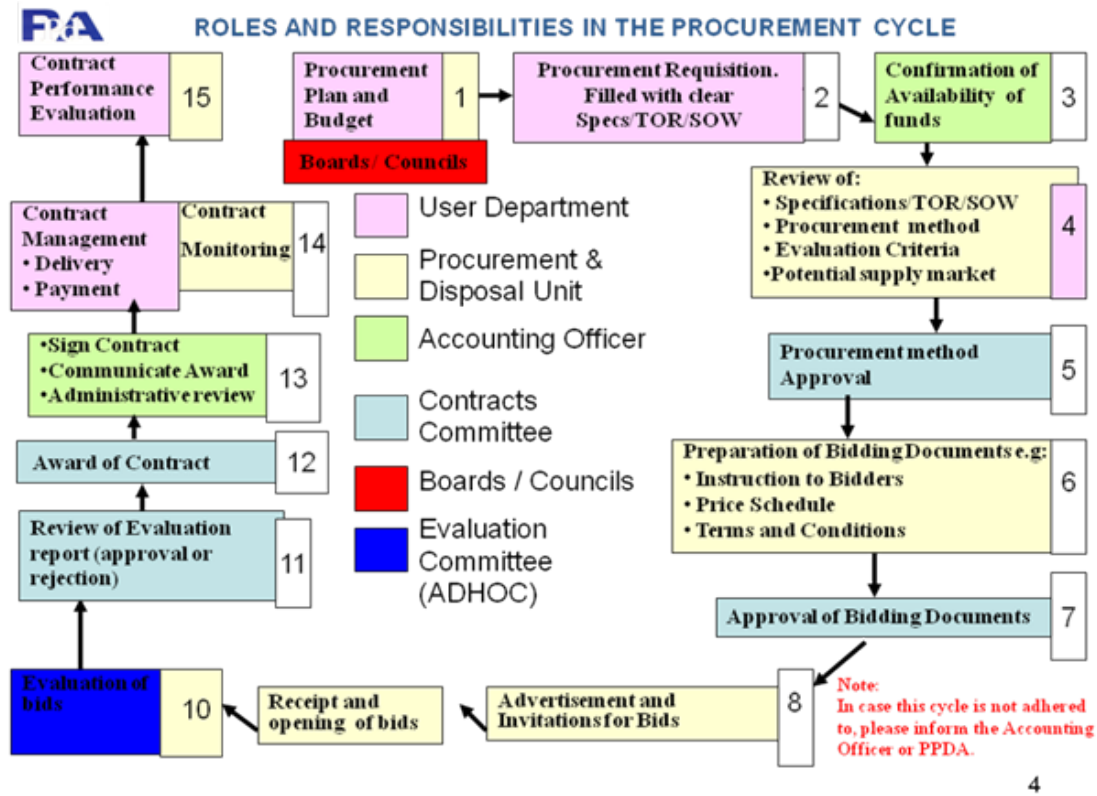 PPDA
ROLES AND RESPONSIBILITIES IN THE PROCUREMENT CYCLE
Procurement
Plan and
Budget
1
Boards / Councils
Procurement Requisition.
Filled with clear
Specs/TOR/SOW
2
Confirmation of
Availability of
funds
3
Review of:
• Specifications/TOR/SOW
• Procurement method
• Evaluation Criteria
•Potential supply market
4
Procurement method
Approval
5
Preparation of Bidding Documents e.g:
• Instruction to Bidders
• Price Schedule
• Terms and Conditions
6
Approval of Bidding Documents
7
Advertisement and
Invitations for Bids
8
Receipt and
opening of bids
Evaluation of
bids
10
Review of Evaluation
report (approval or
rejection)
11
Award of Contract
12
•Sign Contract
•Communicate Award
•Administrative review
13
Contract
Management
• Delivery
• Payment
Contract
Monitoring
14
Contract
Performance
Evaluation
15
User Department
Procurement &
Disposal Unit
Accounting Officer
Contracts
Committee
Boards / Councils
Evaluation
Committee
(ADHOC)
Note:
In case this cycle is not adhered
to, please inform the Accounting
Officer or PPDA.
4